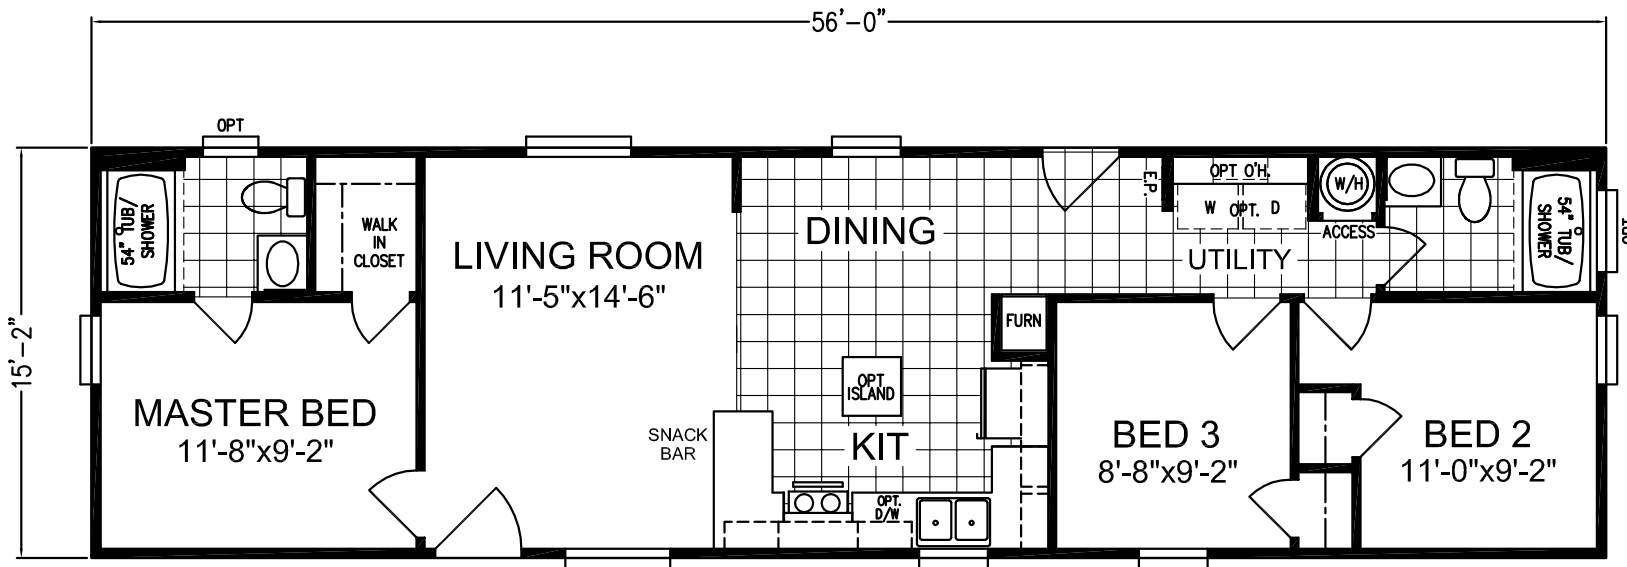 56'-0"
15'-2"
OPT
54" TUB/
SHOWER
WALK
IN
CLOSET
LIVING ROOM
11'-5"x14'-6"
DINING
E.P.
OPT O'H.
W OPT. D
UTILITY
W/H
ACCESS
54" TUB/
SHOWER
OPT
FURN
OPT
ISLAND
MASTER BED
11'-8"x9'-2"
SNACK
BAR
KIT
OPT.
D/W
BED 3
8'-8"x9'-2"
BED 2
11'-0"x9'-2"